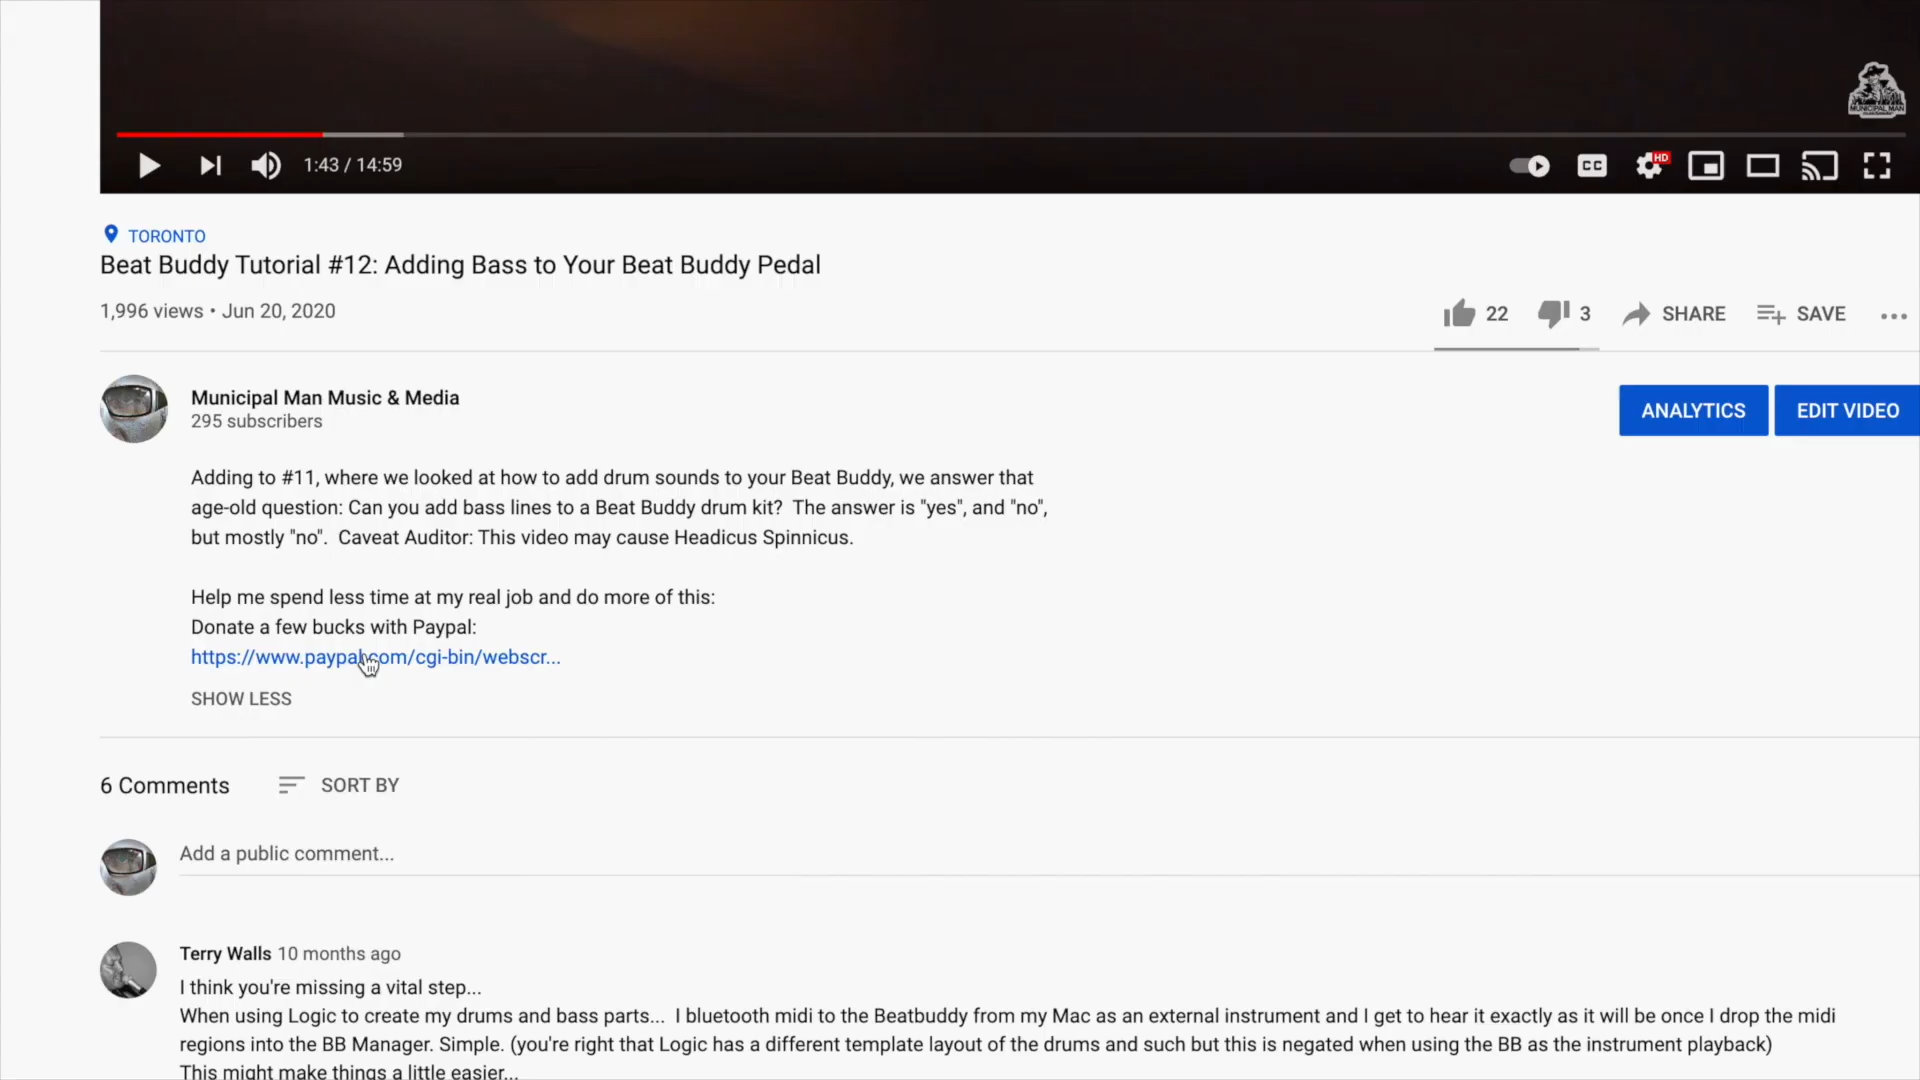 MUNICIPAL MAN
1:43 / 14:59
CC
HD
TORONTO
Beat Buddy Tutorial #12: Adding Bass to Your Beat Buddy Pedal
1,996 views • Jun 20, 2020
22
3
SHARE
SAVE
Municipal Man Music & Media
295 subscribers
ANALYTICS
EDIT VIDEO
Adding to #11, where we looked at how to add drum sounds to your Beat Buddy, we answer that
age-old question: Can you add bass lines to a Beat Buddy drum kit?  The answer is "yes", and "no",
but mostly "no".  Caveat Auditor: This video may cause Headicus Spinnicus.
Help me spend less time at my real job and do more of this:
Donate a few bucks with Paypal:
https://www.paypal.com/cgi-bin/webscr...
SHOW LESS
6 Comments
SORT BY
Add a public comment...
Terry Walls 10 months ago
I think you're missing a vital step...
When using Logic to create my drums and bass parts...  I bluetooth midi to the Beatbuddy from my Mac as an external instrument and I get to hear it exactly as it will be once I drop the midi
regions into the BB Manager. Simple. (you're right that Logic has a different template layout of the drums and such but this is negated when using the BB as the instrument playback)
This might make things a little easier...